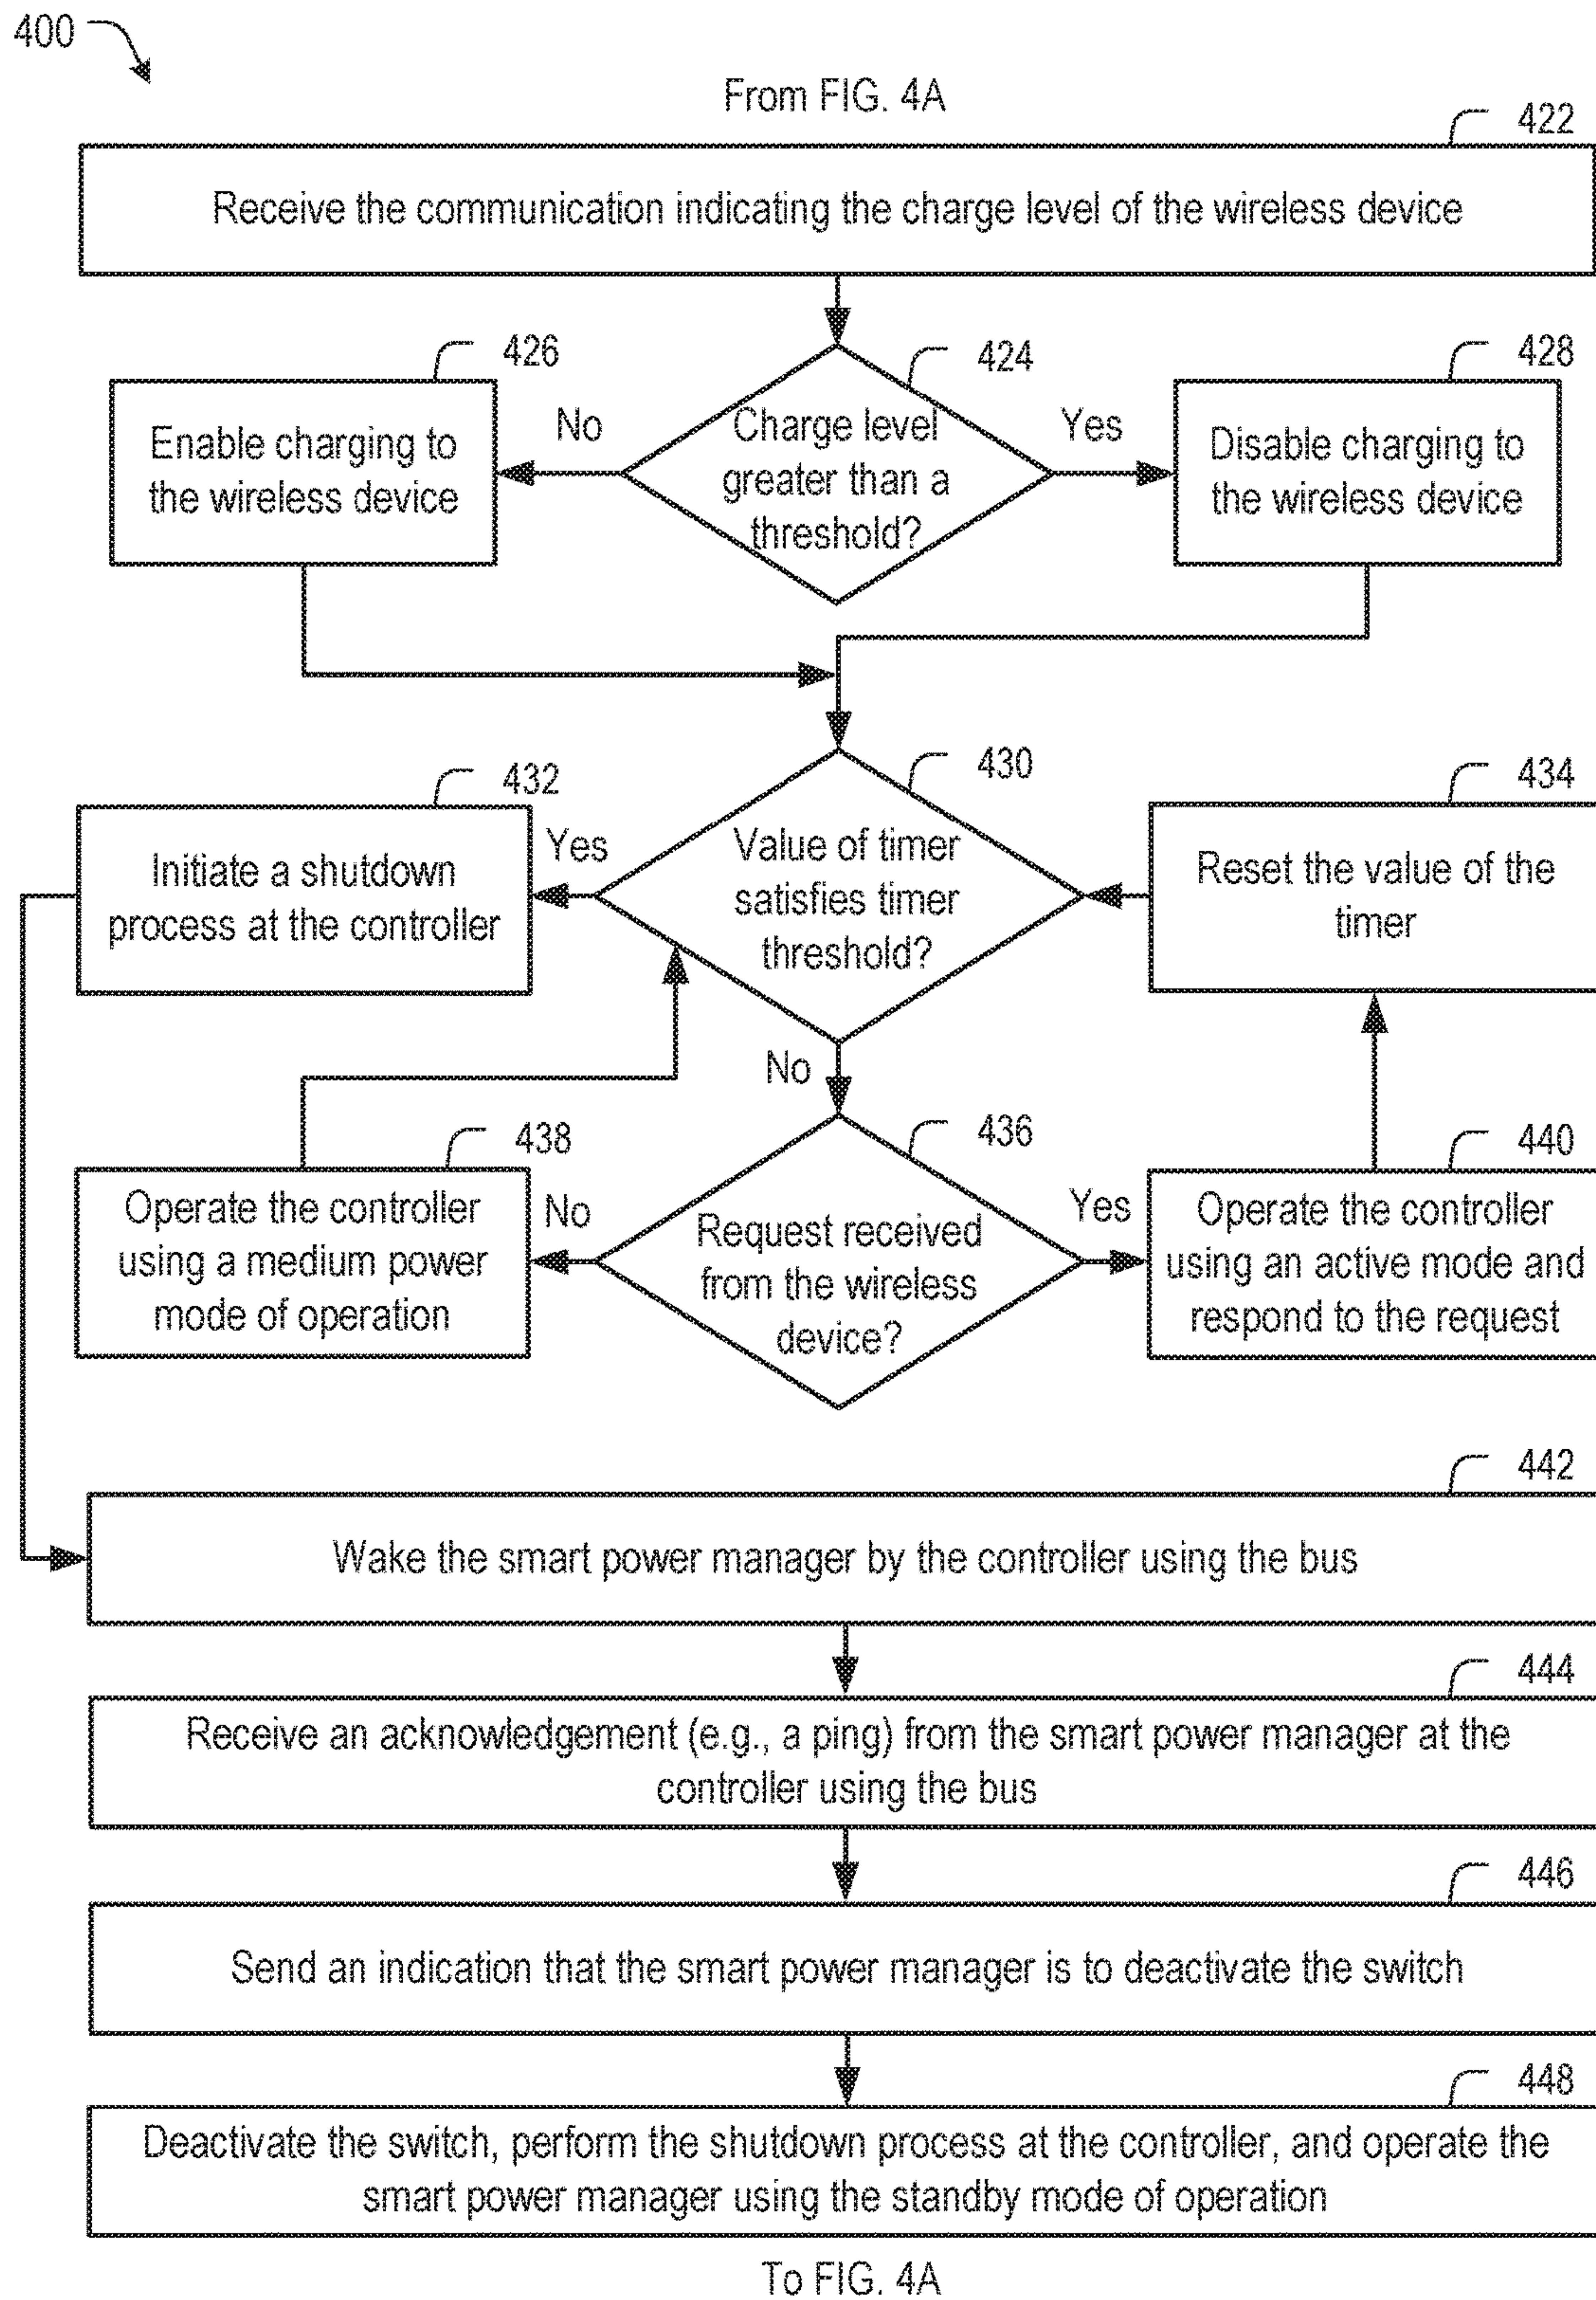 400
From FIG. 4A
422
Receive the communication indicating the charge level of the wireless device
426
Enable charging to
the wireless device
No
424
Charge level
greater than a
threshold?
Yes
428
Disable charging to
the wireless device
432
Initiate a shutdown
process at the controller
Yes
430
Value of timer
satisfies timer
threshold?
434
Reset the value of the
timer
No
438
Operate the controller
using a medium power
mode of operation
No
436
Request received
from the wireless
device?
Yes
440
Operate the controller
using an active mode and
respond to the request
442
Wake the smart power manager by the controller using the bus
444
Receive an acknowledgement (e.g., a ping) from the smart power manager at the
controller using the bus
446
Send an indication that the smart power manager is to deactivate the switch
448
Deactivate the switch, perform the shutdown process at the controller, and operate the
smart power manager using the standby mode of operation
To FIG. 4A